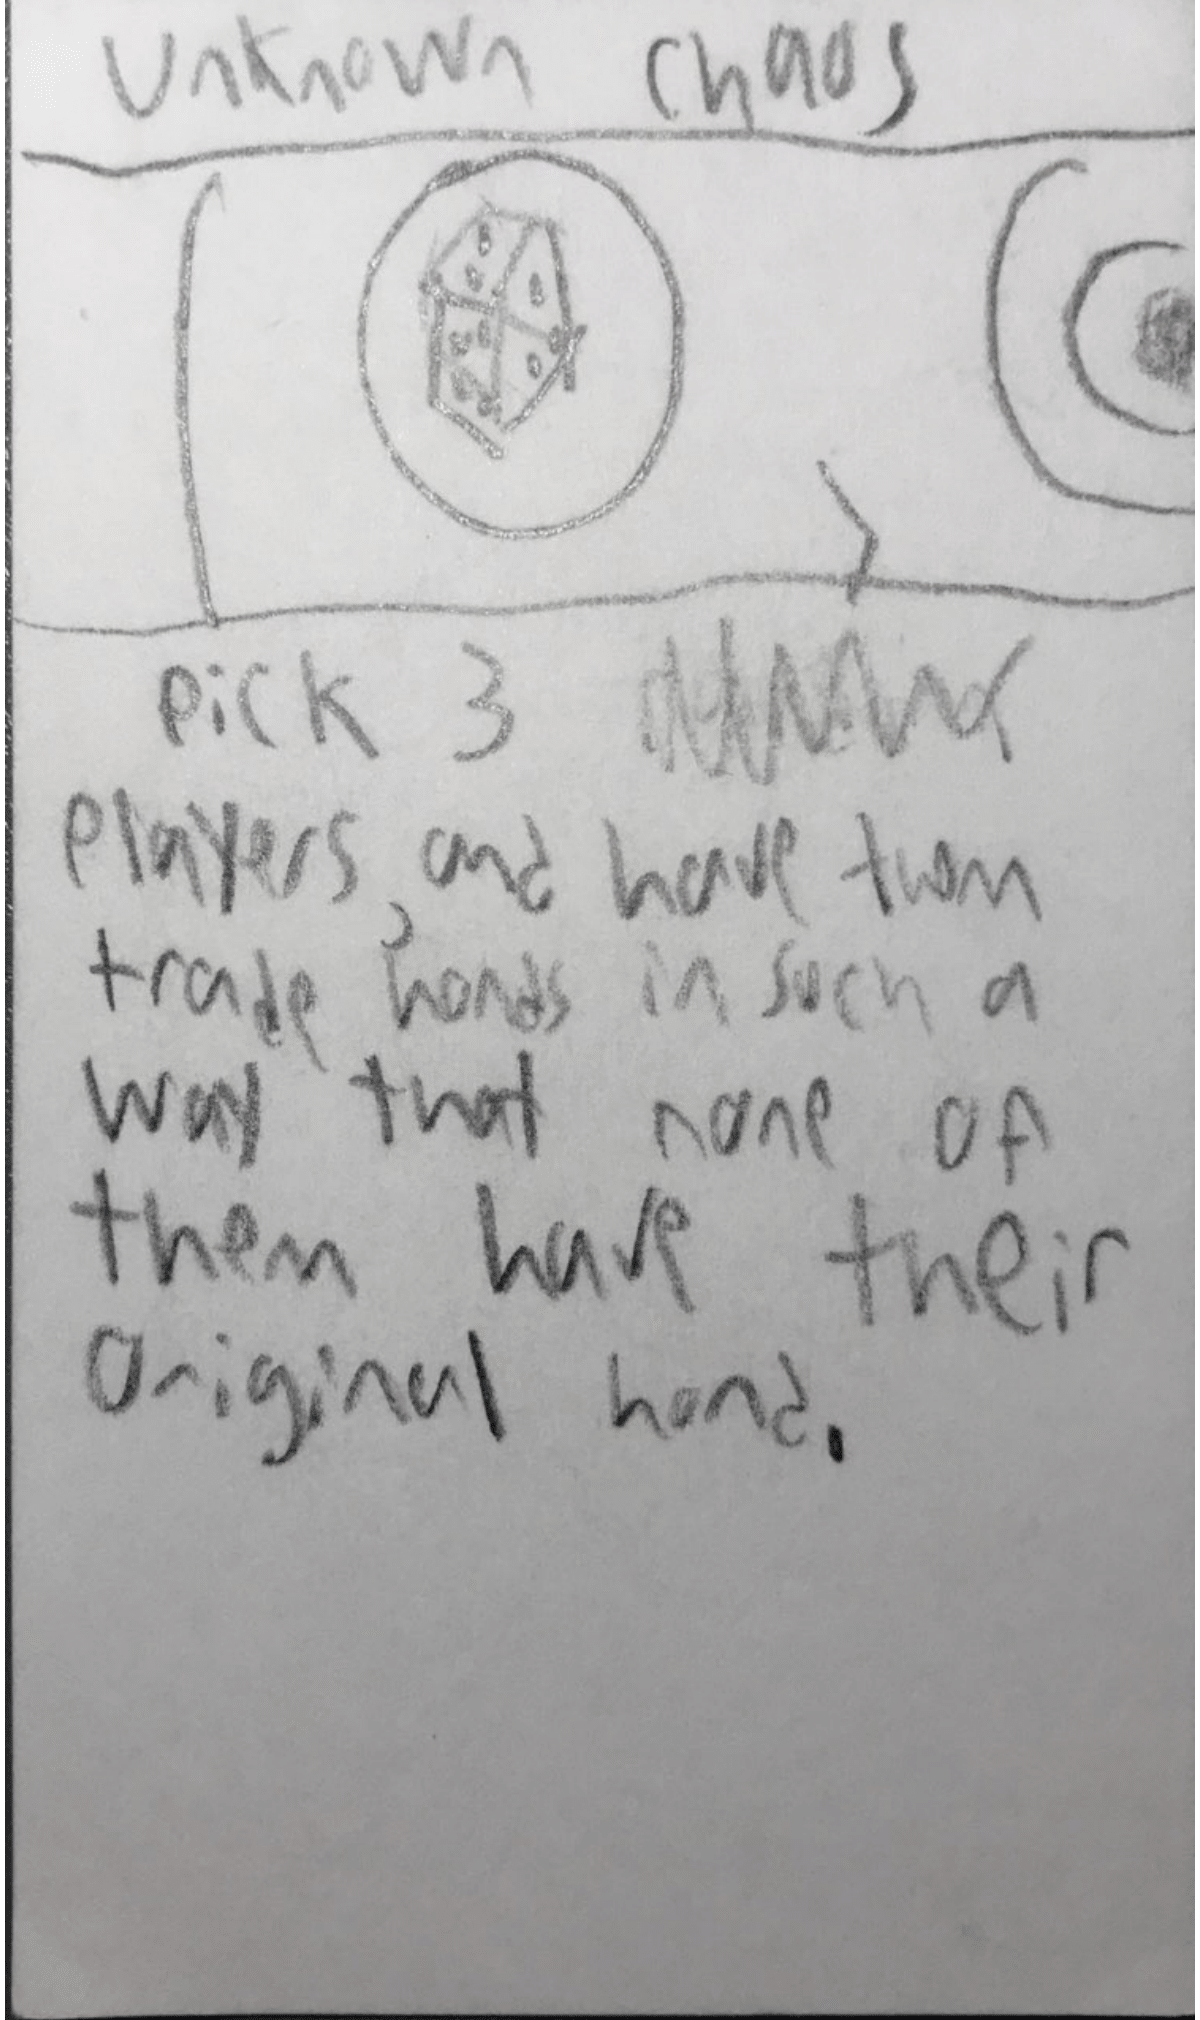 Unknown chaos
Pick 3
Players, and have them
trade hands in such a
way that none of
them have their
Original hand.